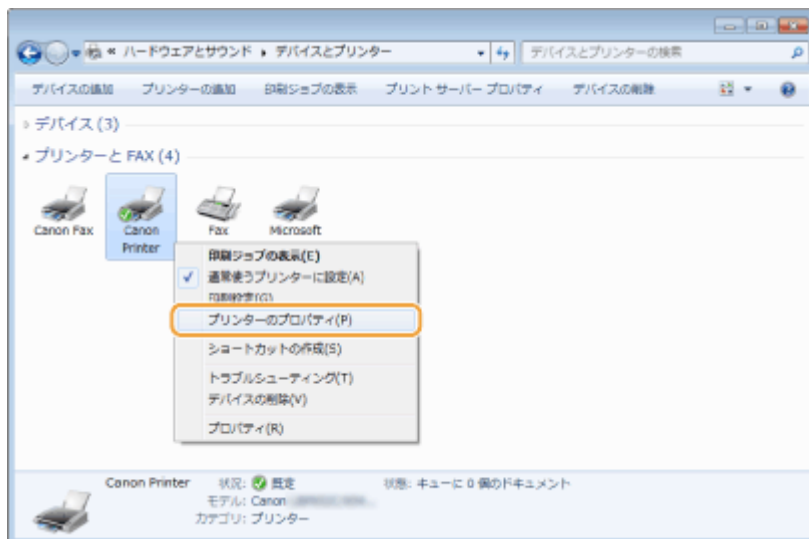 « ハードウェアとサウンド ▸ デバイスとプリンター
デバイスとプリンターの検索
デバイスの追加 プリンターの追加 印刷ジョブの表示 プリント サーバー プロパティ デバイスの削除
デバイス (3)
プリンターと FAX (4)
Canon Fax
Canon Printer
Fax
Microsoft
印刷ジョブの表示(E)
通常使うプリンターに設定(A)
印刷設定(G)
プリンターのプロパティ(P)
ショートカットの作成(S)
トラブルシューティング(T)
デバイスの削除(V)
プロパティ(R)
Canon Printer 状況: 既定 状態: キューに 0 個のドキュメント
モデル: Canon
カテゴリ: プリンター